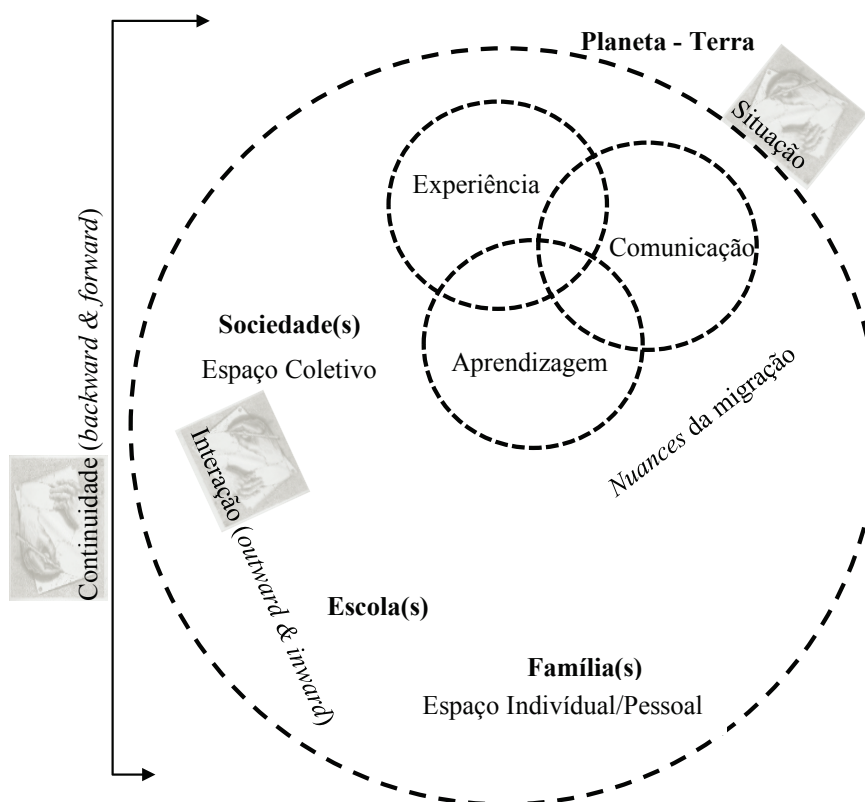 Planeta - Terra
Situação
Experiência
Comunicação
Sociedade(s)
Espaço Coletivo
Aprendizagem
Nuances da migração
Continuidade (backward & forward)
Interação (outward & inward)
Escola(s)
Família(s)
Espaço Indivídual/Pessoal